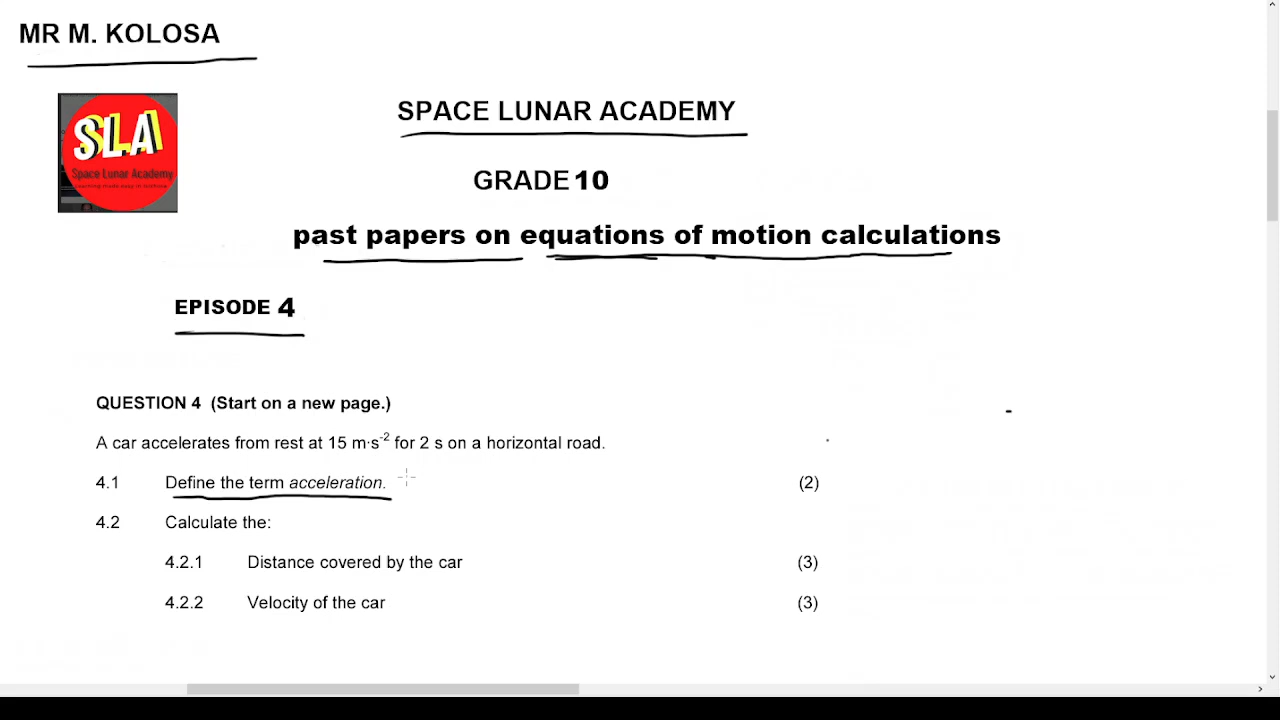 MR M. KOLOSA
SLA
Space Lunar Academy
SPACE LUNAR ACADEMY
GRADE 10
past papers on equations of motion calculations
EPISODE 4
QUESTION 4 (Start on a new page.)
A car accelerates from rest at 15 m·s⁻² for 2 s on a horizontal road.
4.1 Define the term acceleration. (2)
4.2 Calculate the:
4.2.1 Distance covered by the car (3)
4.2.2 Velocity of the car (3)